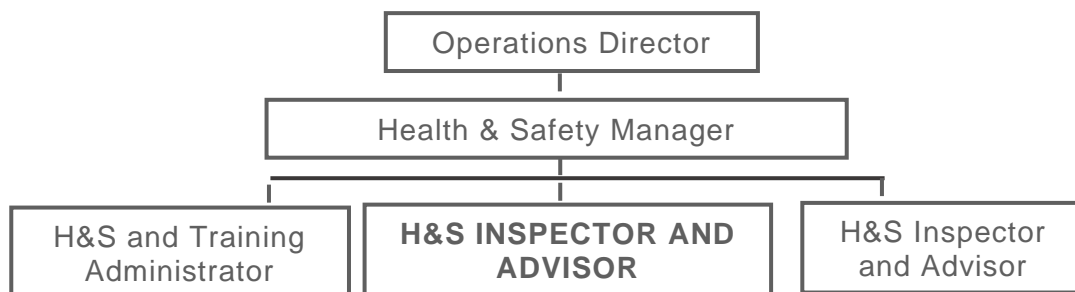 Operations Director
Health & Safety Manager
H&S and Training
Administrator
H&S INSPECTOR AND
ADVISOR
H&S Inspector
and Advisor